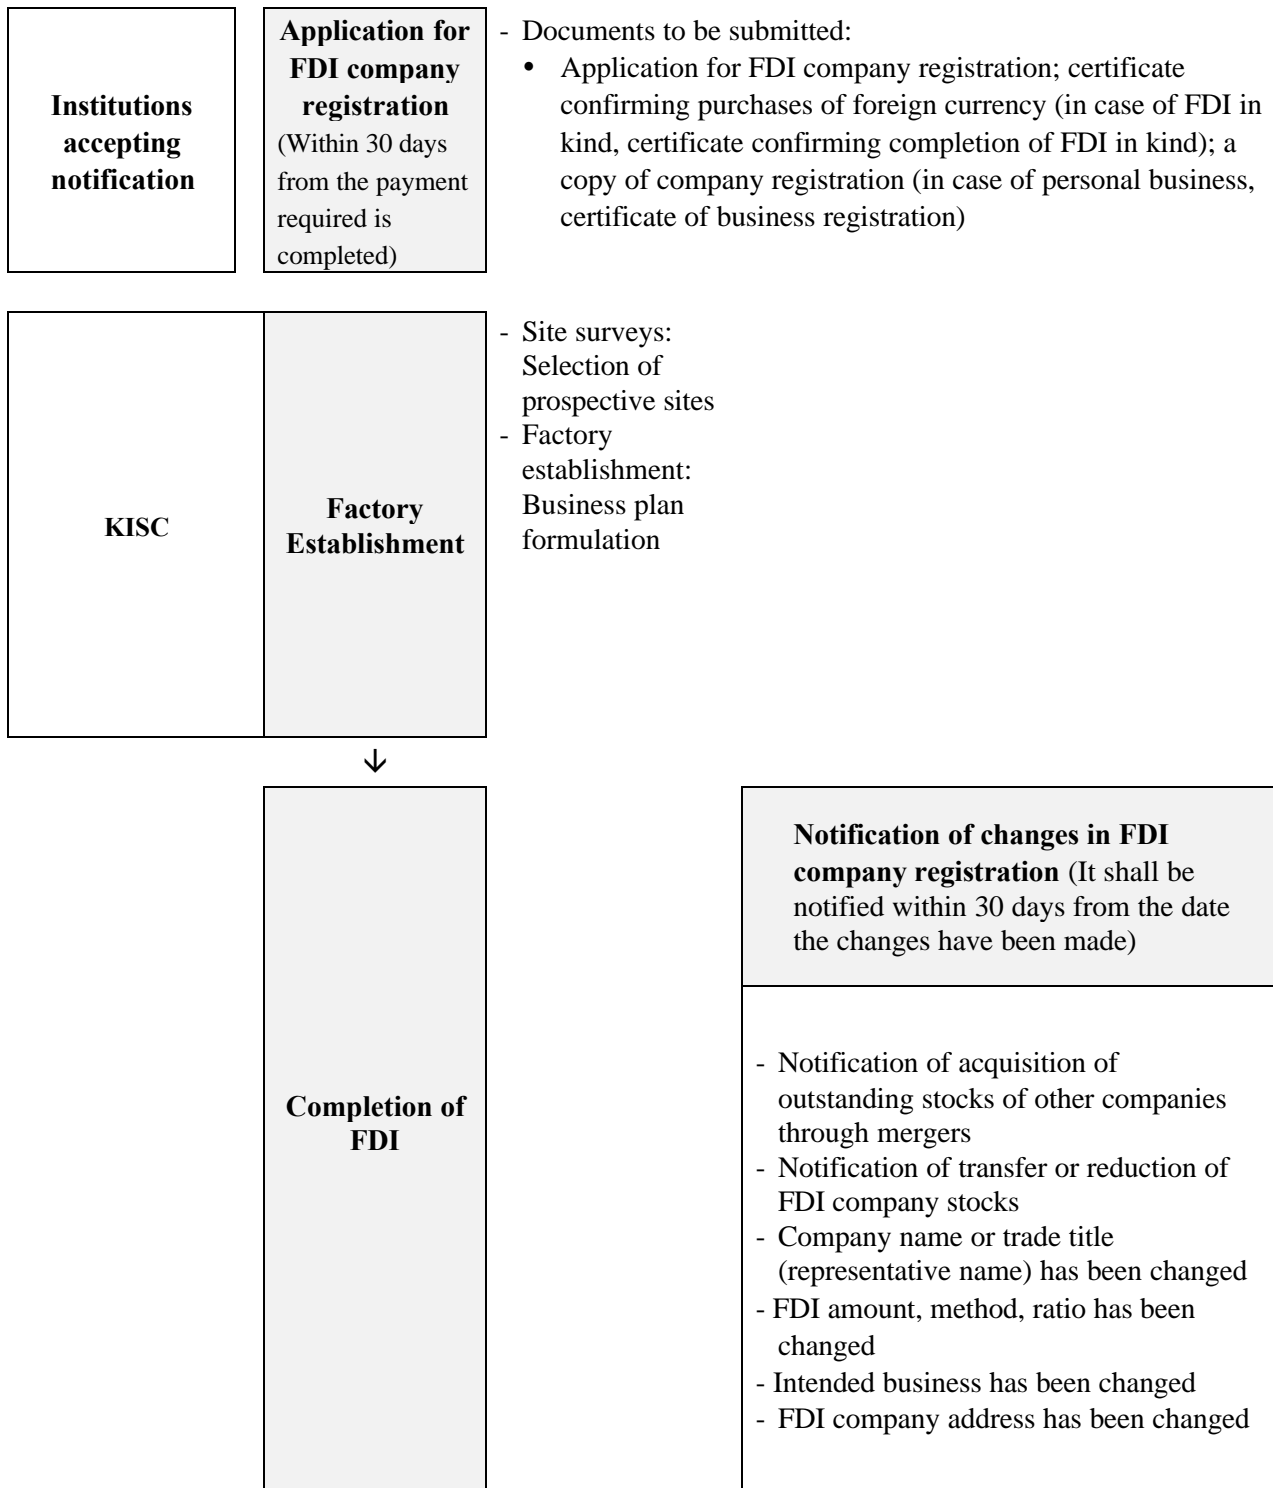 Institutions
accepting
notification
Application for
FDI company
registration
(Within 30 days
from the payment
required is
completed)
- Documents to be submitted:
• Application for FDI company registration; certificate
confirming purchases of foreign currency (in case of FDI in
kind, certificate confirming completion of FDI in kind); a
copy of company registration (in case of personal business,
certificate of business registration)
KISC
Factory
Establishment
- Site surveys:
Selection of
prospective sites
- Factory
establishment:
Business plan
formulation
↓
Completion of
FDI
Notification of changes in FDI
company registration (It shall be
notified within 30 days from the date
the changes have been made)
- Notification of acquisition of
outstanding stocks of other companies
through mergers
- Notification of transfer or reduction of
FDI company stocks
- Company name or trade title
(representative name) has been changed
- FDI amount, method, ratio has been
changed
- Intended business has been changed
- FDI company address has been changed